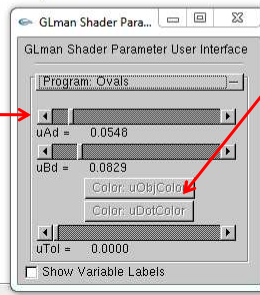 GLman Shader Para...
GLman Shader Parameter User Interface
Program: Ovals
uAd = 0.0548
uBd = 0.0829
Color: uObjColor
Color: uDotColor
uTol = 0.0000
Show Variable Labels